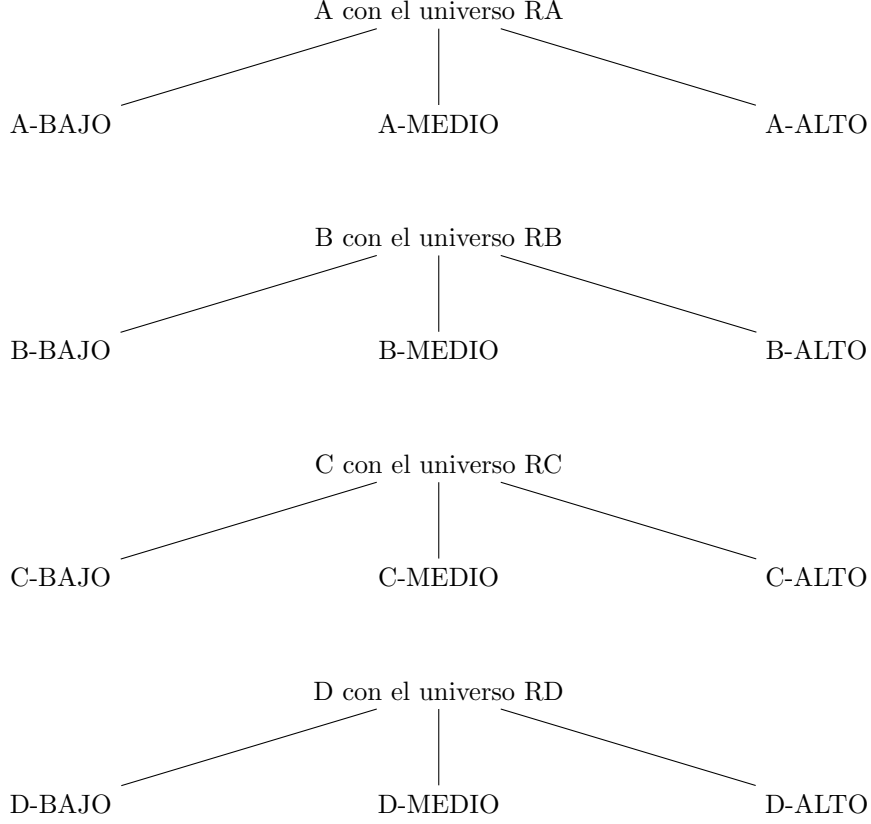 A con el universo RA
A-BAJO A-MEDIO A-ALTO
B con el universo RB
B-BAJO B-MEDIO B-ALTO
C con el universo RC
C-BAJO C-MEDIO C-ALTO
D con el universo RD
D-BAJO D-MEDIO D-ALTO